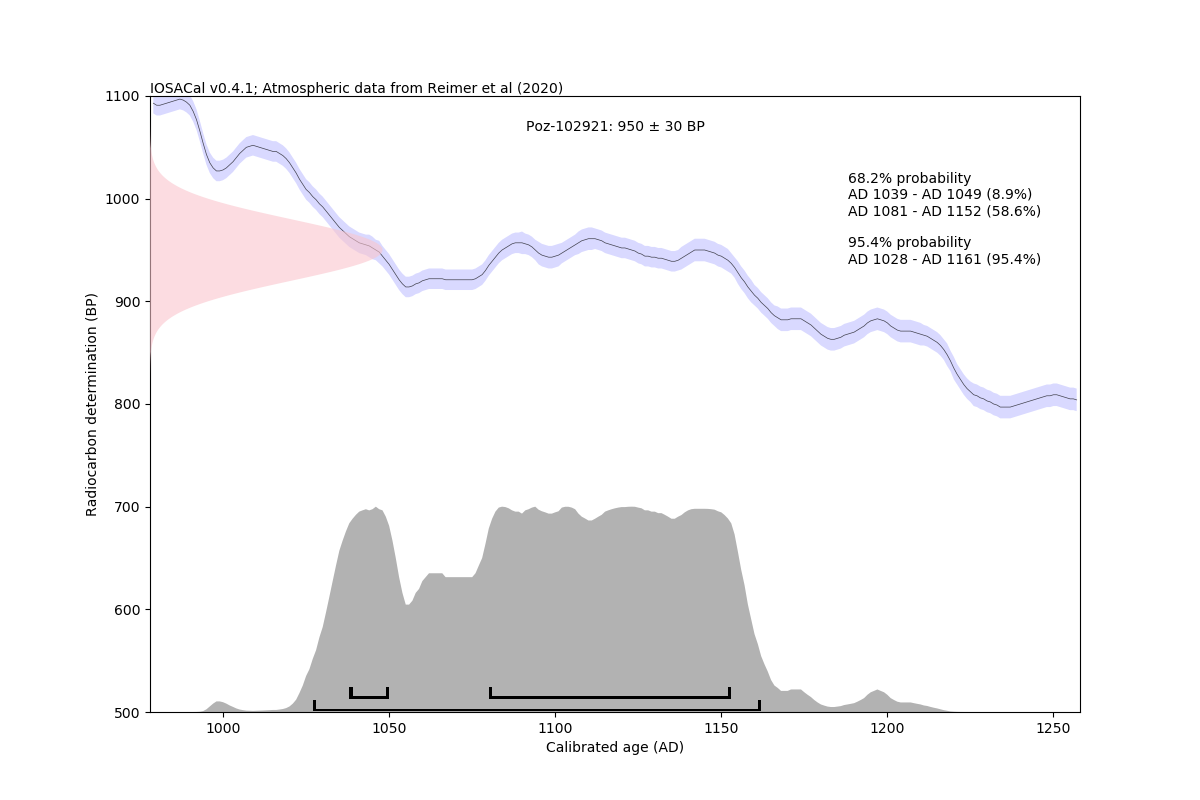 IOSACal v0.4.1; Atmospheric data from Reimer et al (2020)
Poz-102921: 950 ± 30 BP
68.2% probability
AD 1039 - AD 1049 (8.9%)
AD 1081 - AD 1152 (58.6%)
95.4% probability
AD 1028 - AD 1161 (95.4%)
Radiocarbon determination (BP)
1100
1000
900
800
700
600
500
1000 1050 1100 1150 1200 1250
Calibrated age (AD)